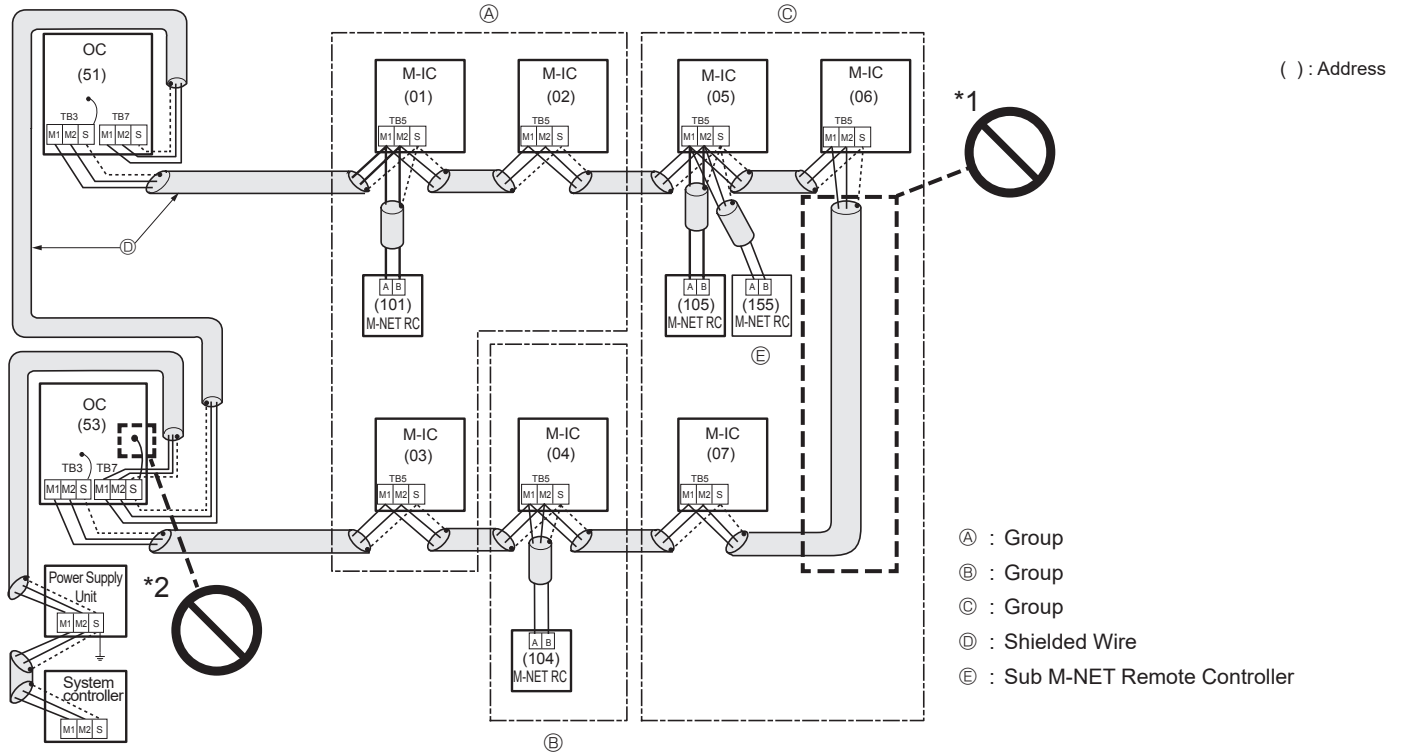 Ⓐ
Ⓒ
OC
(51)
TB3 TB7
M1 M2 S M1 M2 S
M-IC
(01)
TB5
M1 M2 S
M-IC
(02)
TB5
M1 M2 S
M-IC
(05)
TB5
M1 M2 S
M-IC
(06)
TB5
M1 M2 S
*1
( ) : Address
Ⓓ
A B
(101)
M-NET RC
A B
(105)
M-NET RC
A B
(155)
M-NET RC
Ⓔ
OC
(53)
TB3 TB7
M1 M2 S M1 M2 S
M-IC
(03)
TB5
M1 M2 S
M-IC
(04)
TB5
M1 M2 S
M-IC
(07)
TB5
M1 M2 S
*2
Power Supply
Unit
M1 M2 S
System
controller
M1 M2 S
A B
(104)
M-NET RC
Ⓑ
Ⓐ : Group
Ⓑ : Group
Ⓒ : Group
Ⓓ : Shielded Wire
Ⓔ : Sub M-NET Remote Controller